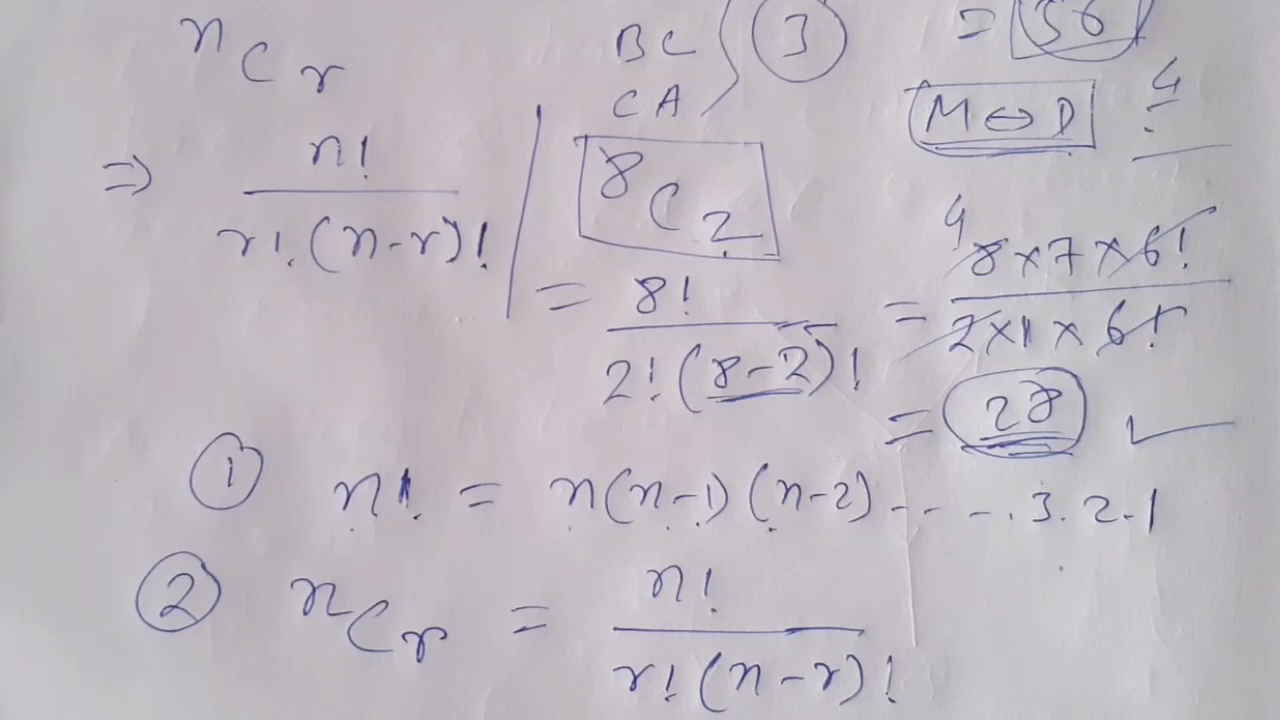 nCr
⇒ n! / r!(n-r)!
BC
CA
3
8C2
= 8! / 2!(8-2)!
= 56
M⇔D
= 8×7×6! / 2×1×6!
4
= 28 ✓
① n! = n(n-1)(n-2)- - - .3.2.1
② nCr = n! / r!(n-r)!